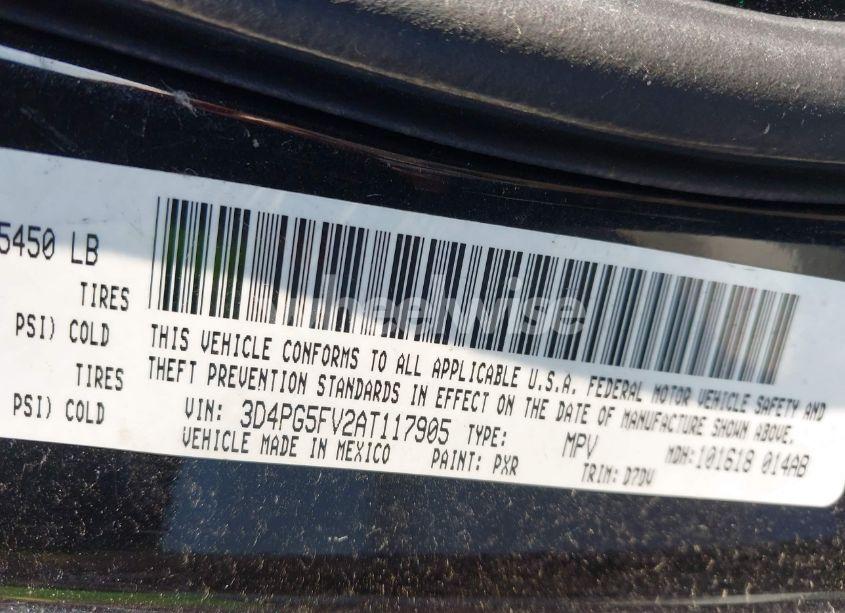 5450 LB
TIRES
PSI) COLD
TIRES
PSI) COLD
wheelwise
THIS VEHICLE CONFORMS TO ALL APPLICABLE U.S.A. FEDERAL MOTOR VEHICLE SAFETY AND
THEFT PREVENTION STANDARDS IN EFFECT ON THE DATE OF MANUFACTURE SHOWN ABOVE.
VIN: 3D4PG5FV2AT117905 TYPE: MPV MDH:101618 014AB
VEHICLE MADE IN MEXICO PAINT: PXR TRIM: D7DV